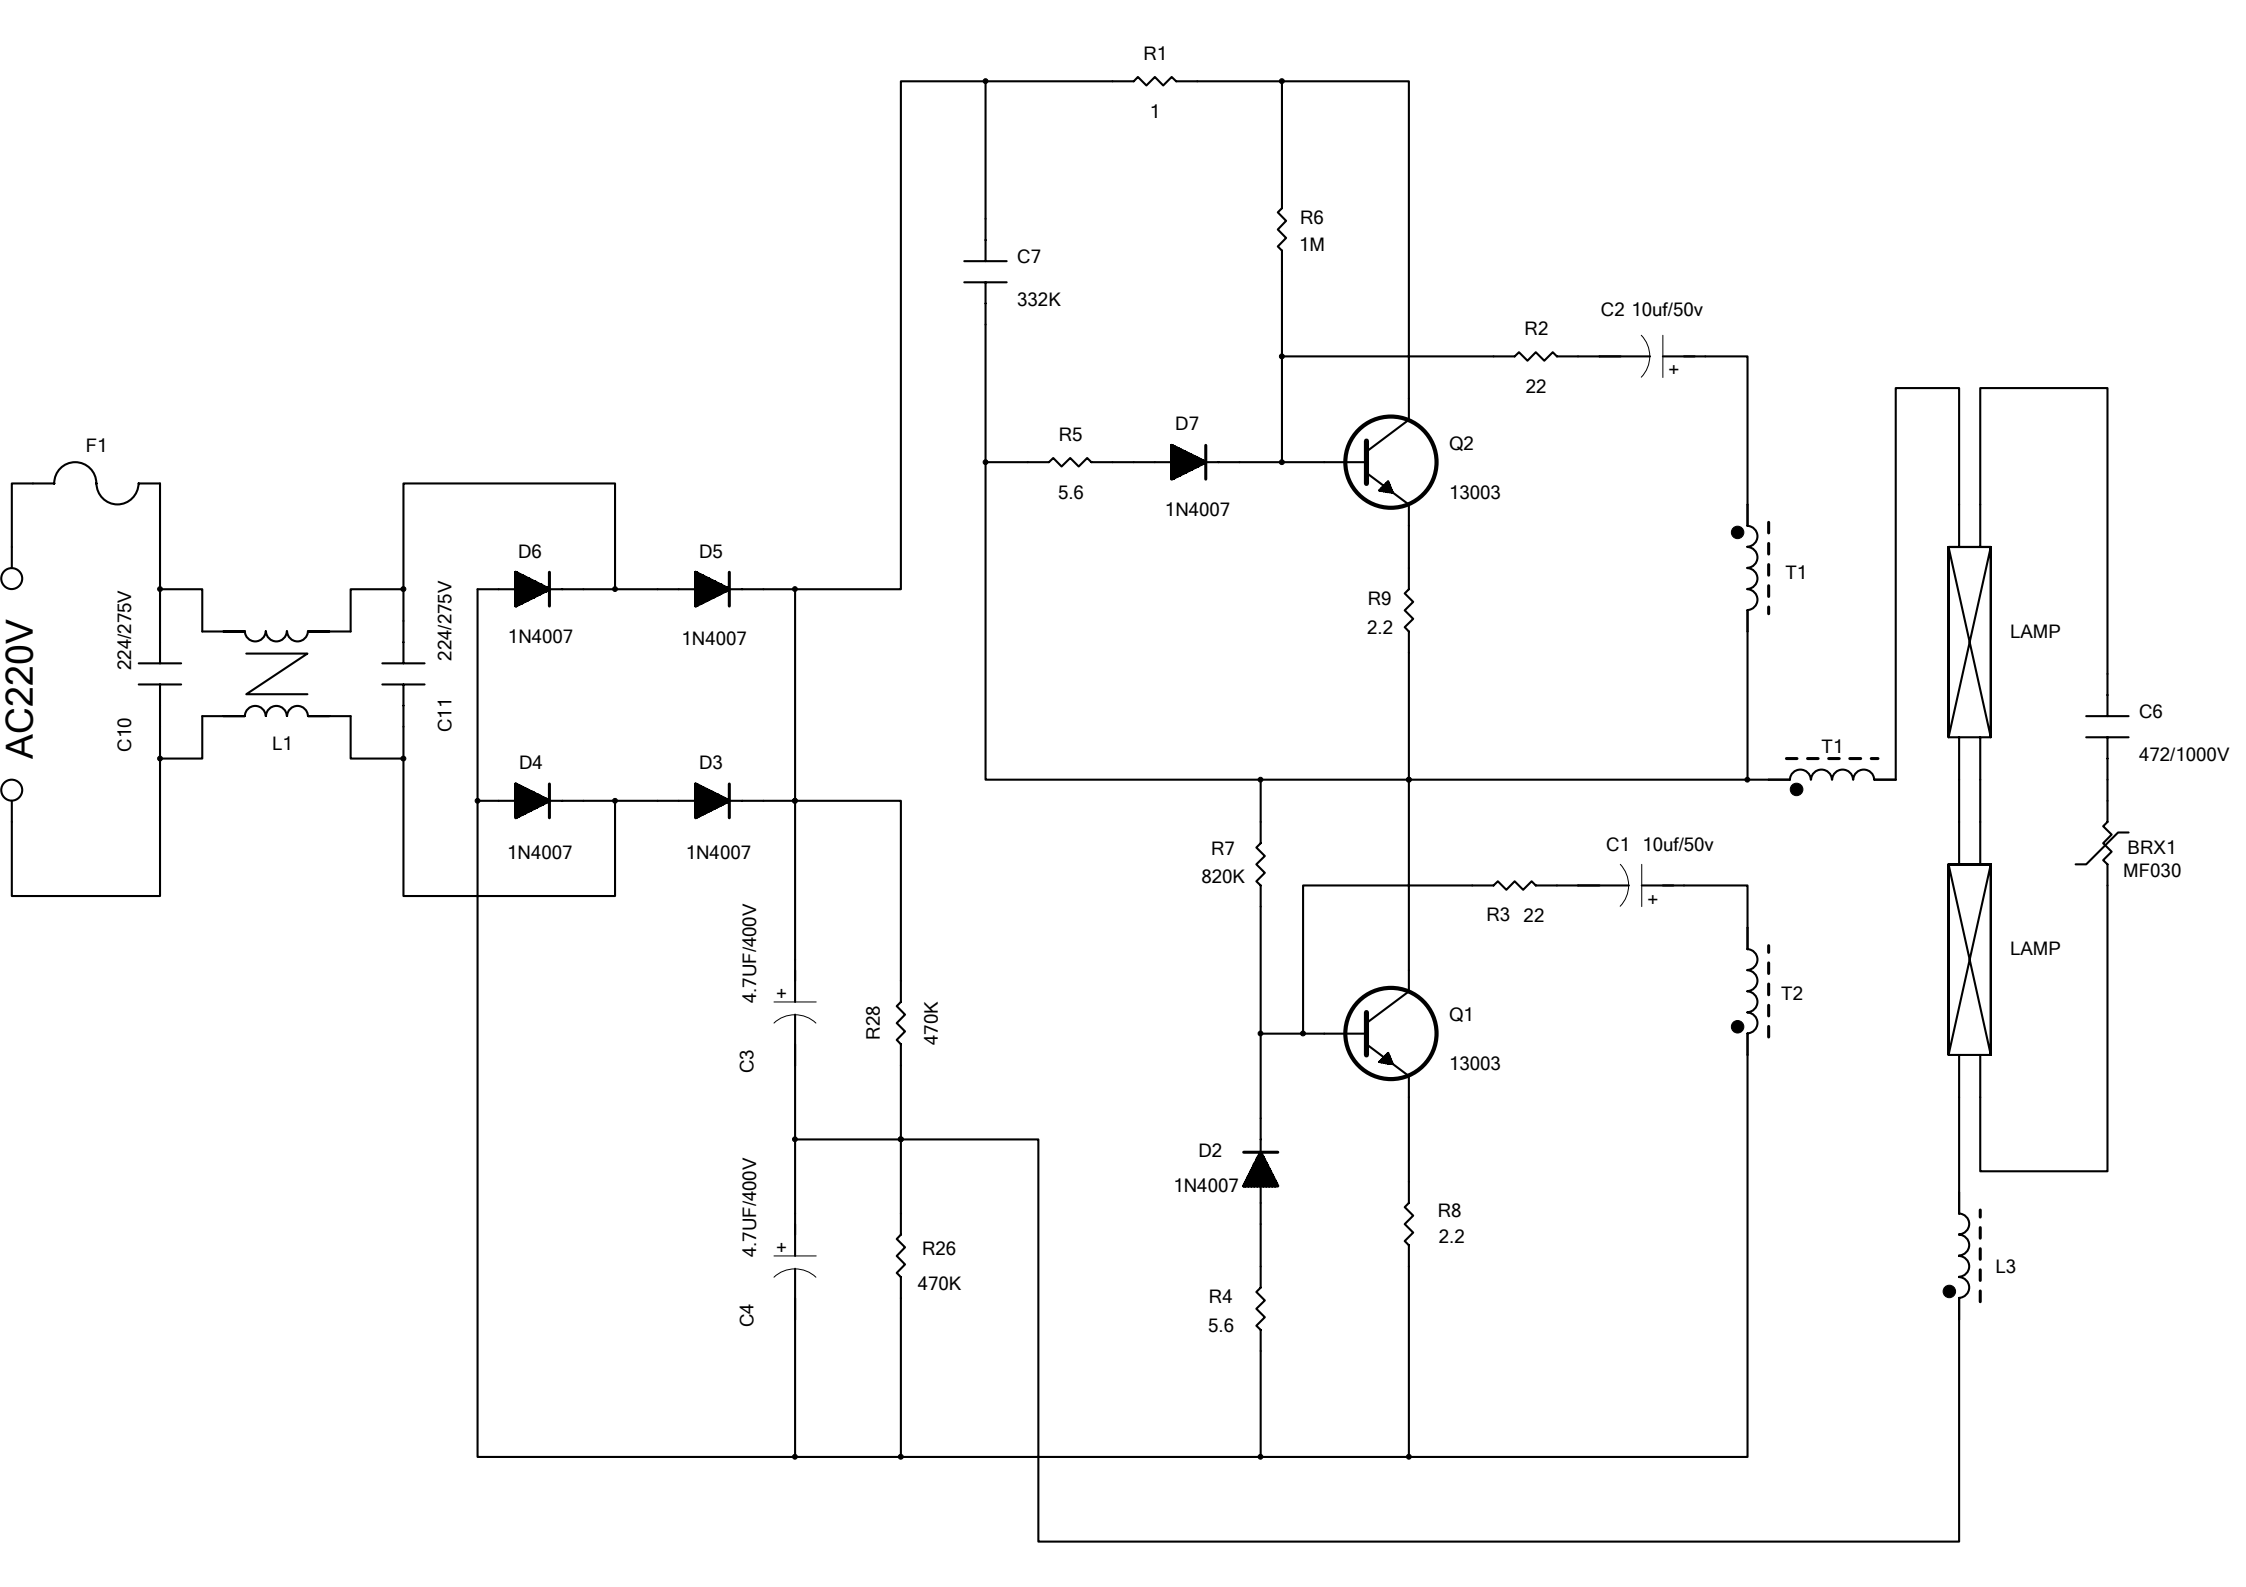 R1
1
R6
1M
C7
332K
C2 10uf/50v
R2
22
+
F1
R5
5.6
D7
1N4007
Q2
13003
D6
1N4007
D5
1N4007
T1
R9
2.2
LAMP
AC220V
224/275V
C10
L1
224/275V
C11
T1
C6
472/1000V
D4
1N4007
D3
1N4007
R7
820K
C1 10uf/50v
R3 22
+
BRX1
MF030
LAMP
4.7UF/400V
+
C3
R28
470K
T2
Q1
13003
D2
1N4007
4.7UF/400V
+
C4
R26
470K
R8
2.2
L3
R4
5.6